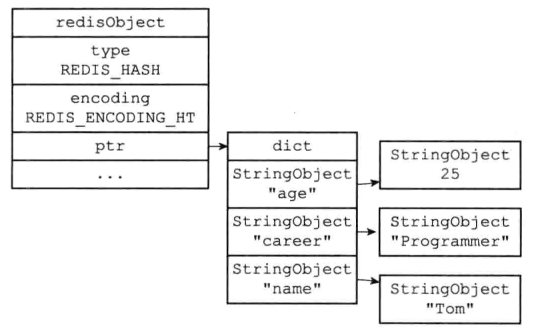 redisObject
type
REDIS_HASH
encoding
REDIS_ENCODING_HT
ptr
...
dict
StringObject
"age"
StringObject
"career"
StringObject
"name"
StringObject
25
StringObject
"Programmer"
StringObject
"Tom"